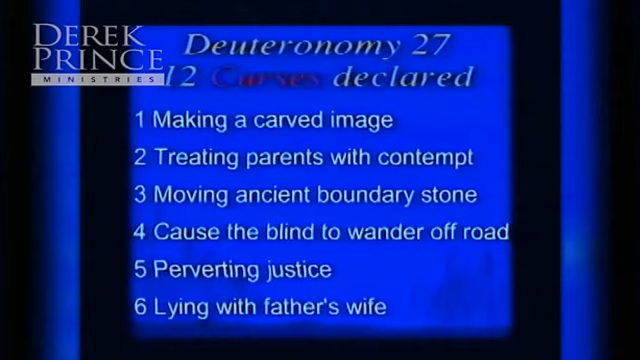 DEREK
PRINCE
MINISTRIES
Deuteronomy 27
12 Curses declared
1 Making a carved image
2 Treating parents with contempt
3 Moving ancient boundary stone
4 Cause the blind to wander off road
5 Perverting justice
6 Lying with father's wife